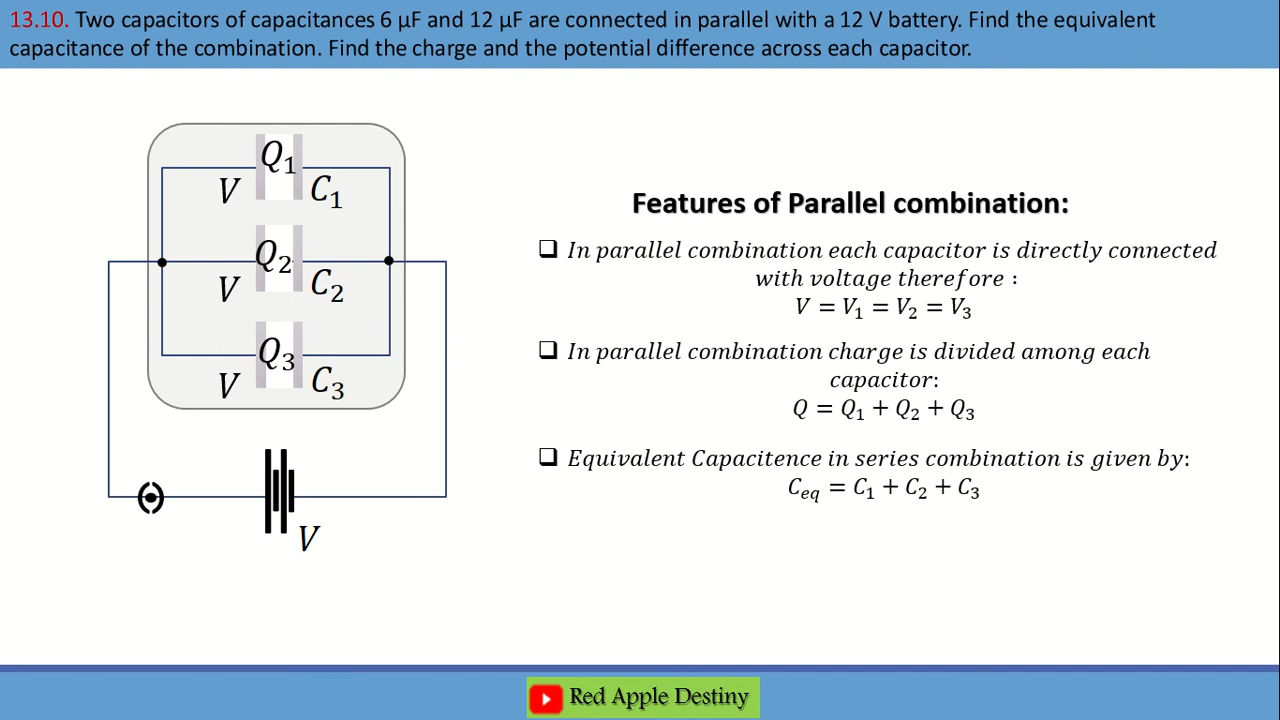 13.10. Two capacitors of capacitances 6 μF and 12 μF are connected in parallel with a 12 V battery. Find the equivalent
capacitance of the combination. Find the charge and the potential difference across each capacitor.
Q₁
V C₁
Q₂
V C₂
Q₃
V C₃
V
Features of Parallel combination:
❑ In parallel combination each capacitor is directly connected
with voltage therefore :
V = V₁ = V₂ = V₃
❑ In parallel combination charge is divided among each
capacitor:
Q = Q₁ + Q₂ + Q₃
❑ Equivalent Capacitence in series combination is given by:
Cₑq = C₁ + C₂ + C₃
Red Apple Destiny